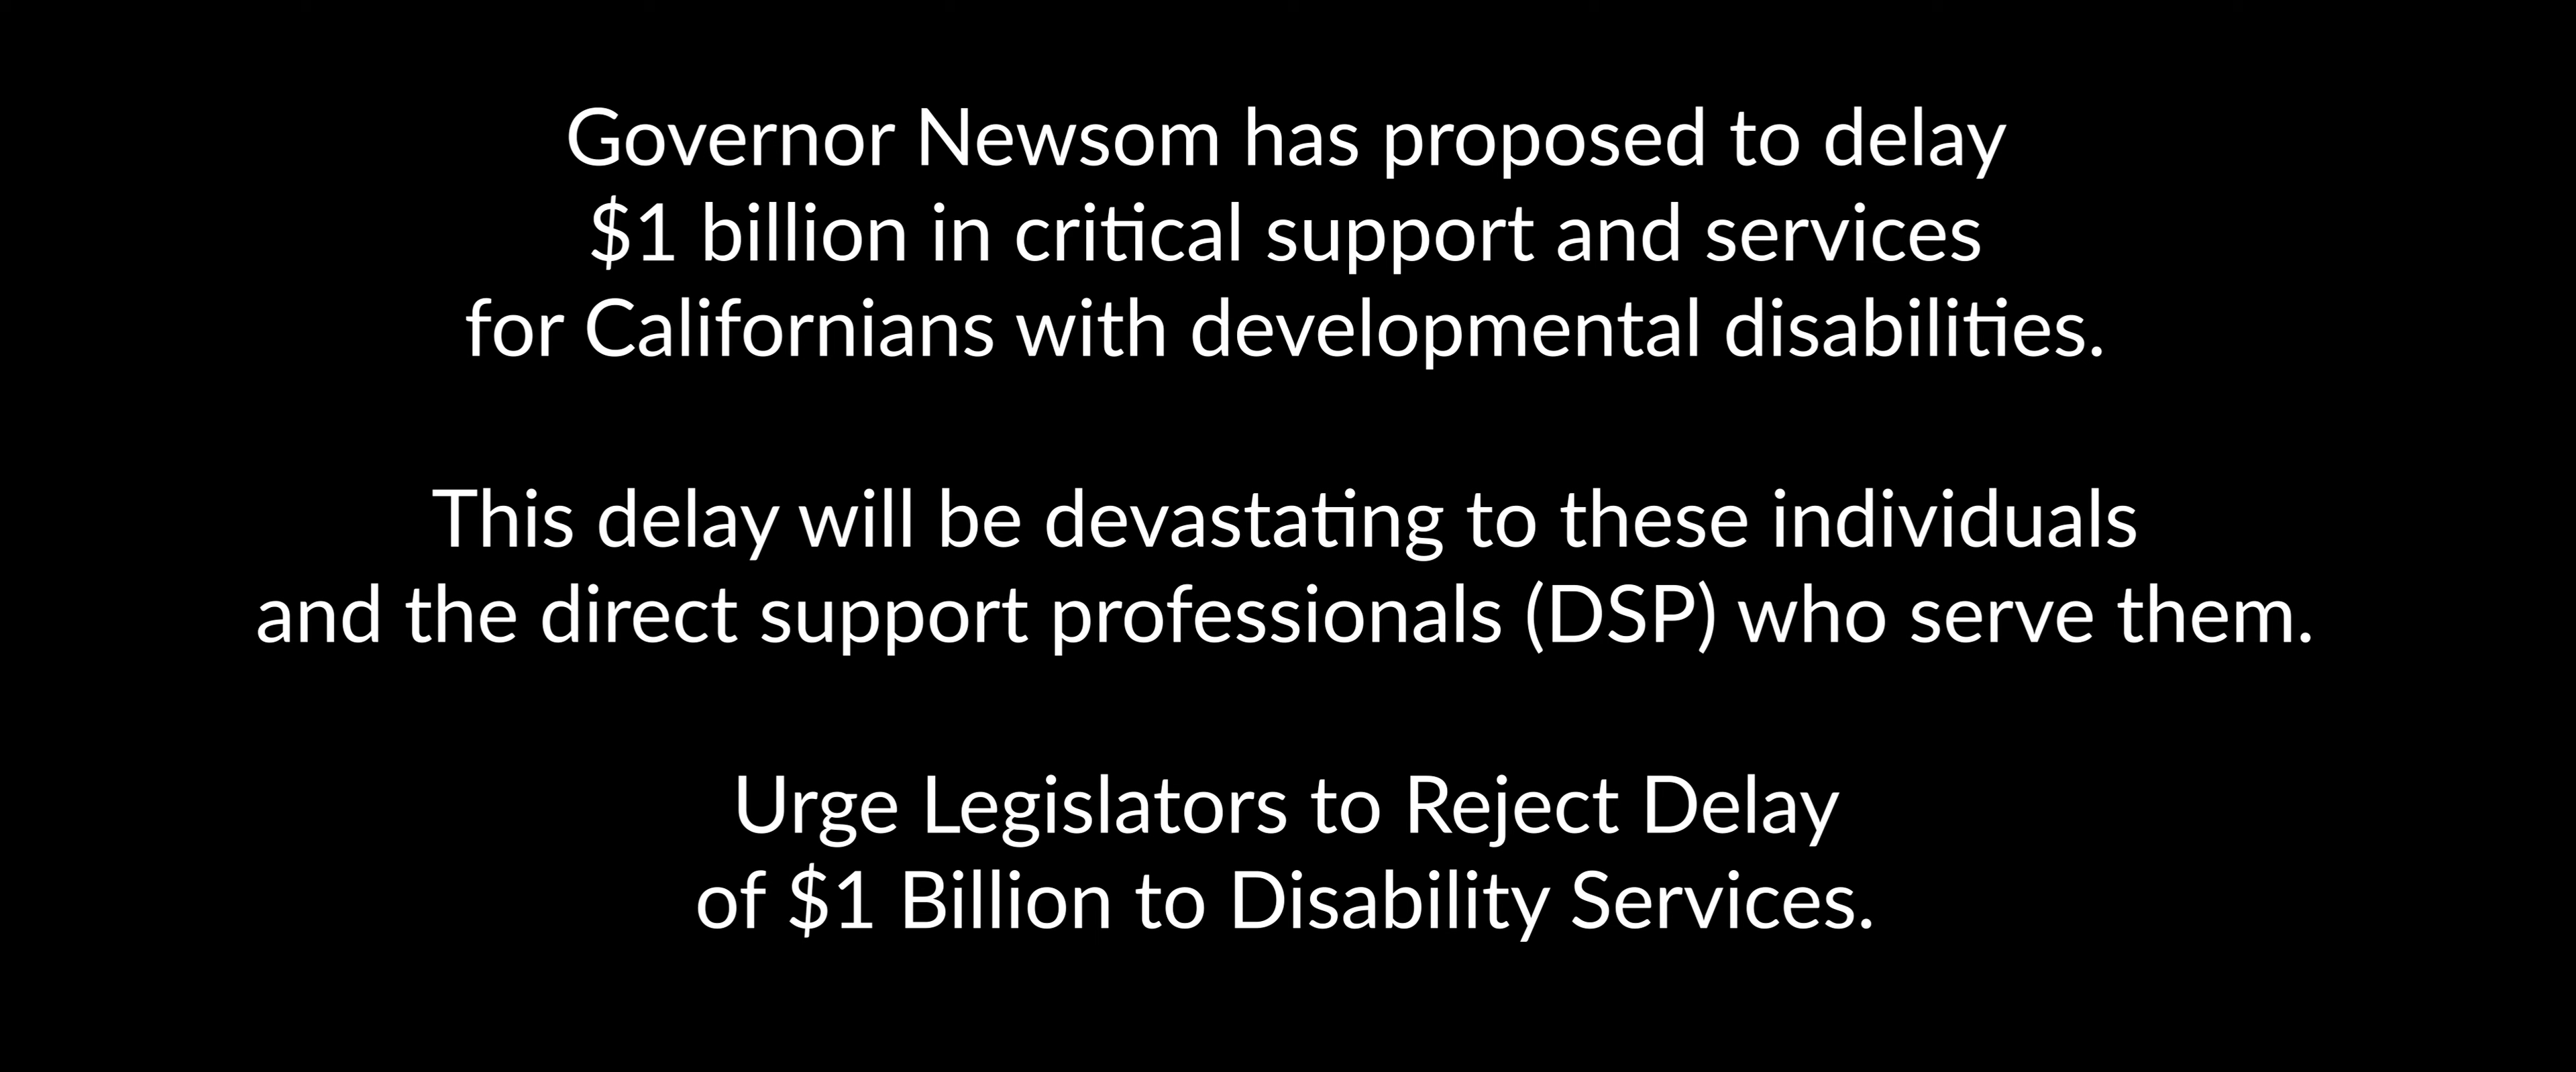 Governor Newsom has proposed to delay
$1 billion in critical support and services
for Californians with developmental disabilities.
This delay will be devastating to these individuals
and the direct support professionals (DSP) who serve them.
Urge Legislators to Reject Delay
of $1 Billion to Disability Services.